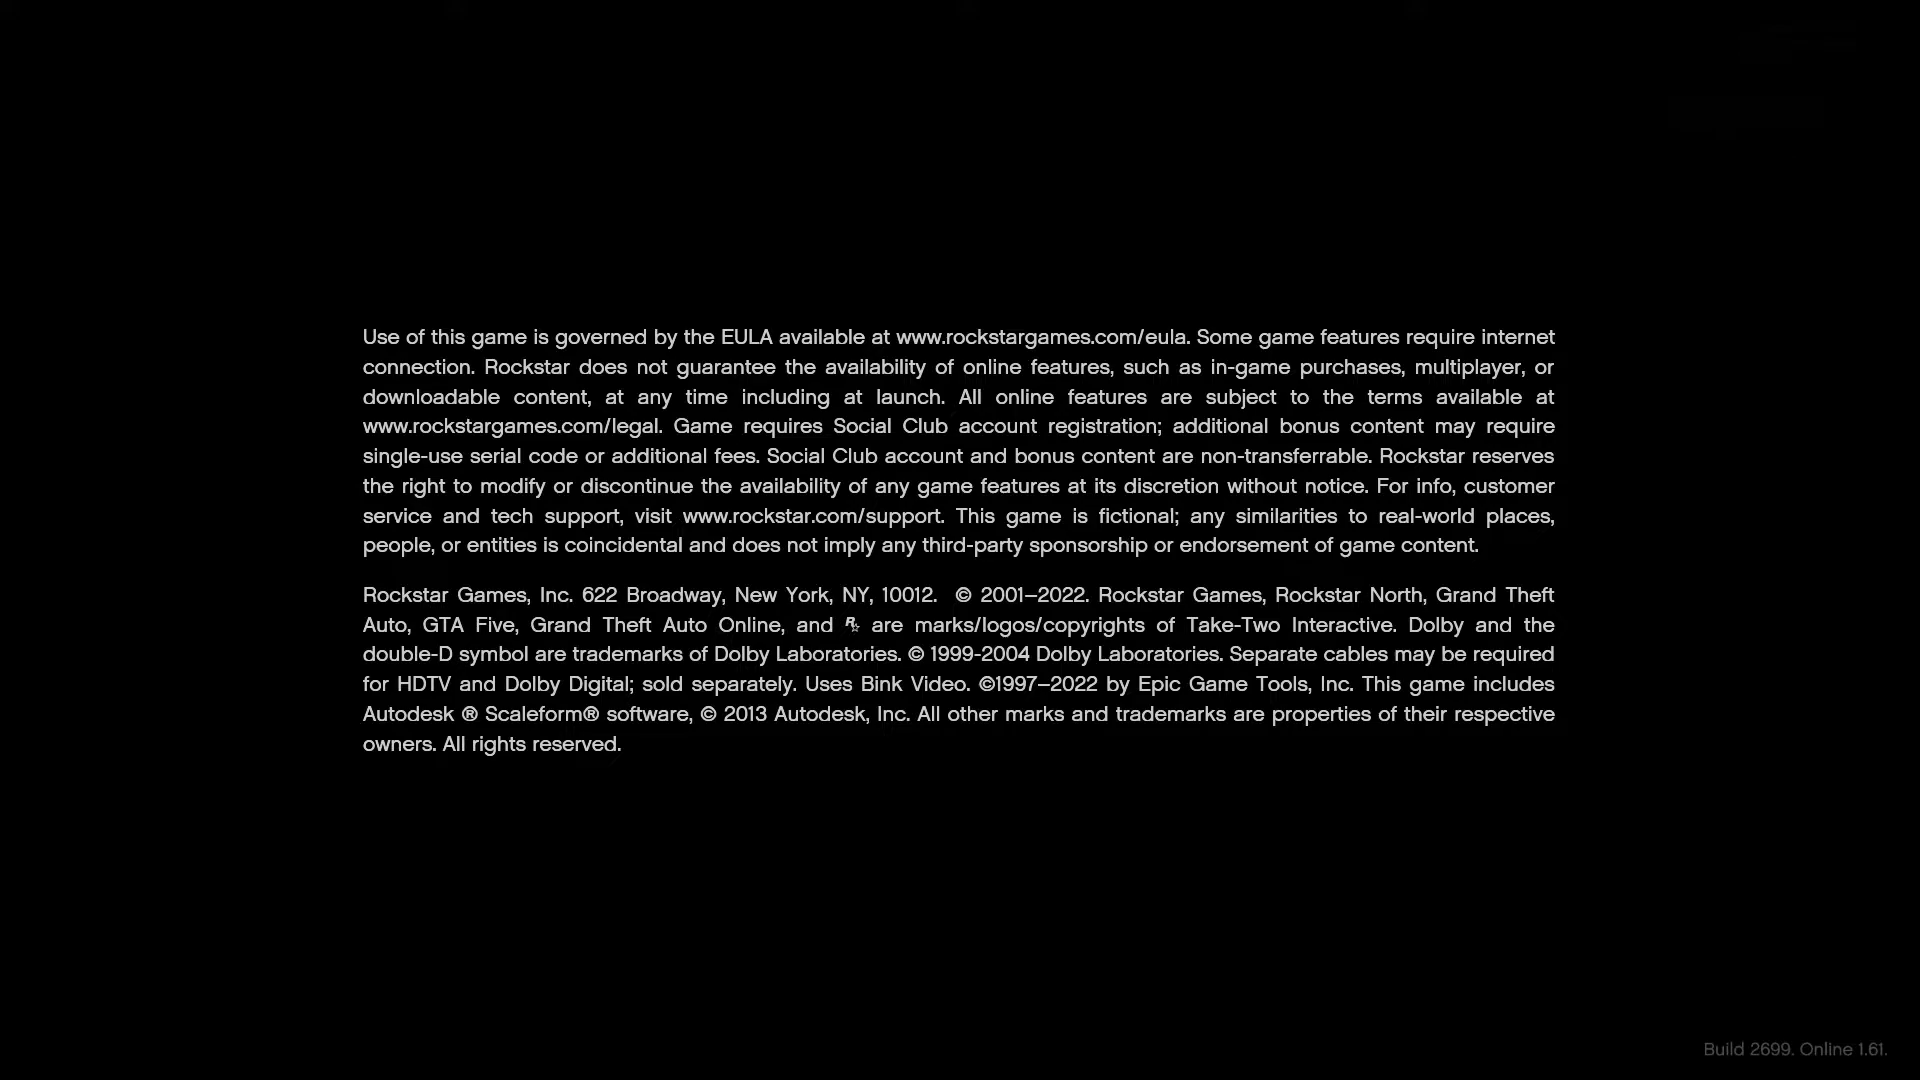 Use of this game is governed by the EULA available at www.rockstargames.com/eula. Some game features require internet
connection. Rockstar does not guarantee the availability of online features, such as in-game purchases, multiplayer, or
downloadable content, at any time including at launch. All online features are subject to the terms available at
www.rockstargames.com/legal. Game requires Social Club account registration; additional bonus content may require
single-use serial code or additional fees. Social Club account and bonus content are non-transferrable. Rockstar reserves
the right to modify or discontinue the availability of any game features at its discretion without notice. For info, customer
service and tech support, visit www.rockstar.com/support. This game is fictional; any similarities to real-world places,
people, or entities is coincidental and does not imply any third-party sponsorship or endorsement of game content.
Rockstar Games, Inc. 622 Broadway, New York, NY, 10012. © 2001–2022. Rockstar Games, Rockstar North, Grand Theft
Auto, GTA Five, Grand Theft Auto Online, and R* are marks/logos/copyrights of Take-Two Interactive. Dolby and the
double-D symbol are trademarks of Dolby Laboratories. © 1999-2004 Dolby Laboratories. Separate cables may be required
for HDTV and Dolby Digital; sold separately. Uses Bink Video. ©1997–2022 by Epic Game Tools, Inc. This game includes
Autodesk ® Scaleform® software, © 2013 Autodesk, Inc. All other marks and trademarks are properties of their respective
owners. All rights reserved.
Build 2699. Online 1.61.